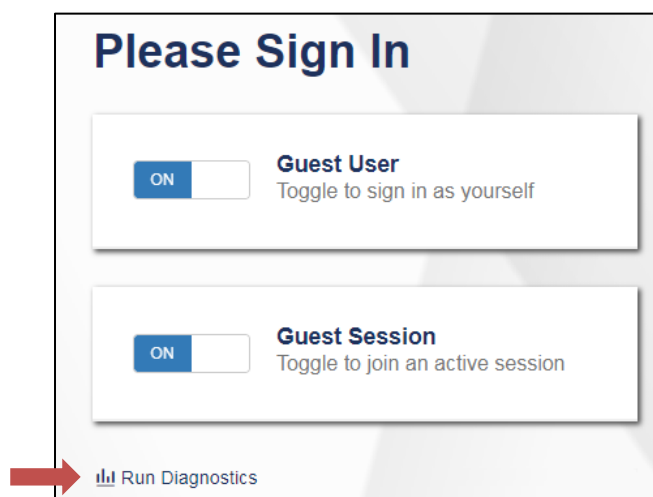 Please Sign In
ON
Guest User
Toggle to sign in as yourself
ON
Guest Session
Toggle to join an active session
Run Diagnostics